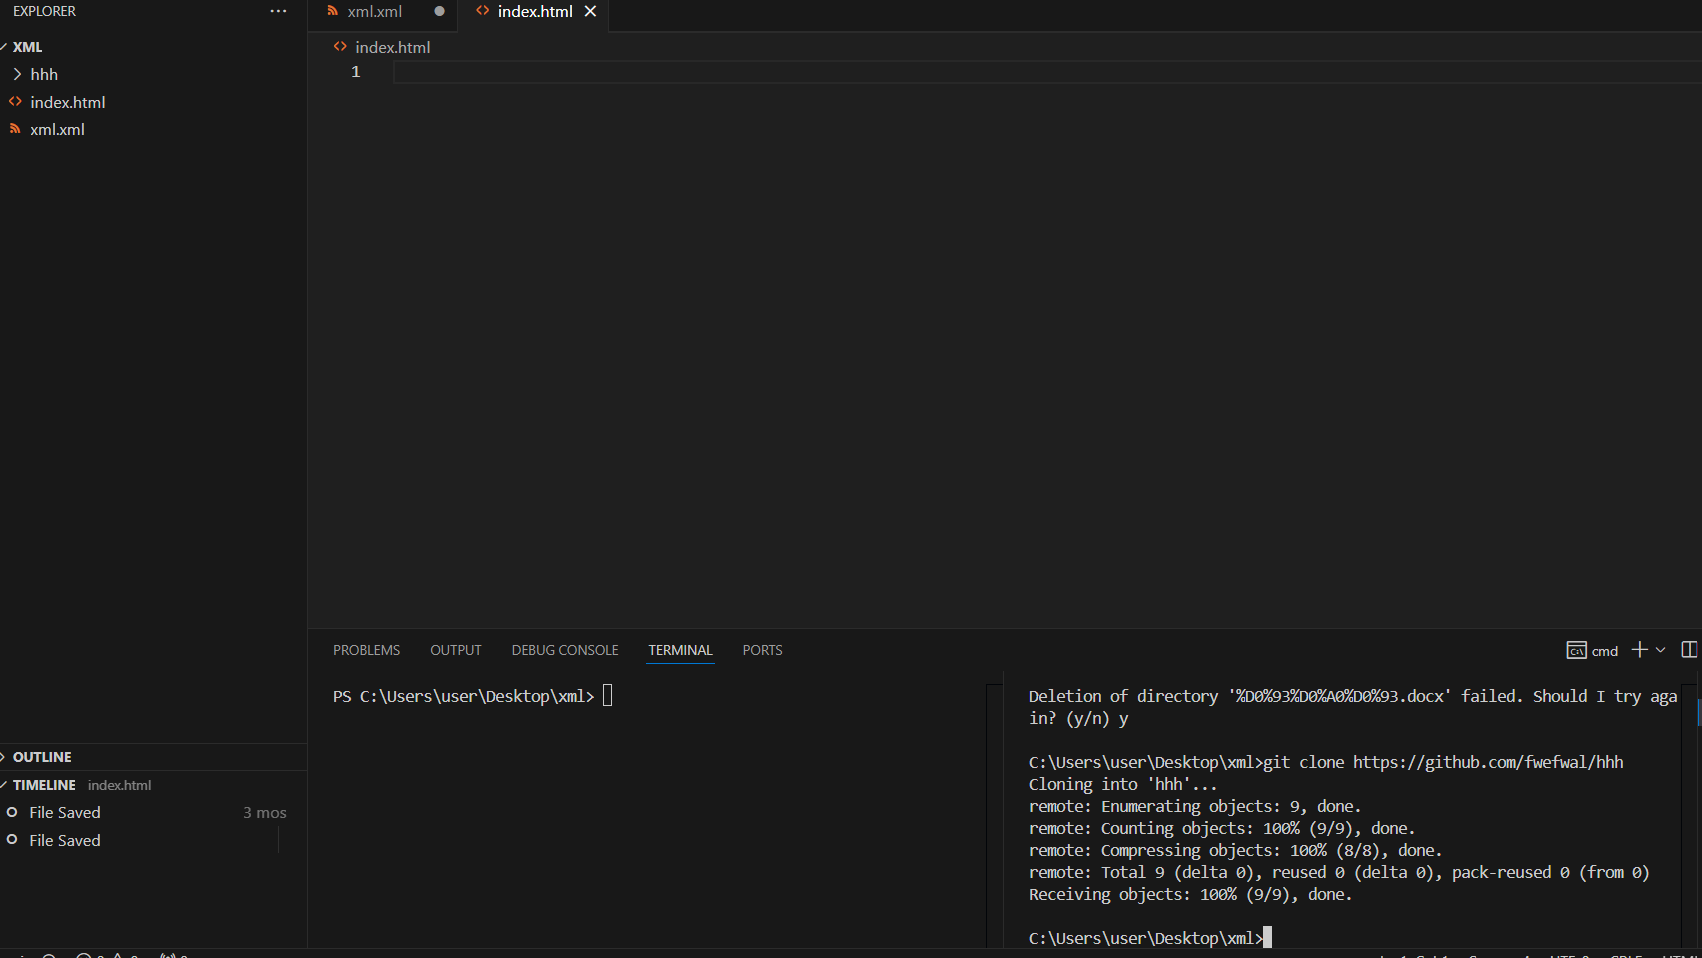 EXPLORER
XML
hhh
index.html
xml.xml
OUTLINE
TIMELINE index.html
File Saved 3 mos
File Saved
xml.xml
index.html
index.html
1
PROBLEMS OUTPUT DEBUG CONSOLE TERMINAL PORTS
cmd
PS C:\Users\user\Desktop\xml>
Deletion of directory '%D0%93%D0%A0%D0%93.docx' failed. Should I try aga
in? (y/n) y
C:\Users\user\Desktop\xml>git clone https://github.com/fwefwal/hhh
Cloning into 'hhh'...
remote: Enumerating objects: 9, done.
remote: Counting objects: 100% (9/9), done.
remote: Compressing objects: 100% (8/8), done.
remote: Total 9 (delta 0), reused 0 (delta 0), pack-reused 0 (from 0)
Receiving objects: 100% (9/9), done.
C:\Users\user\Desktop\xml>